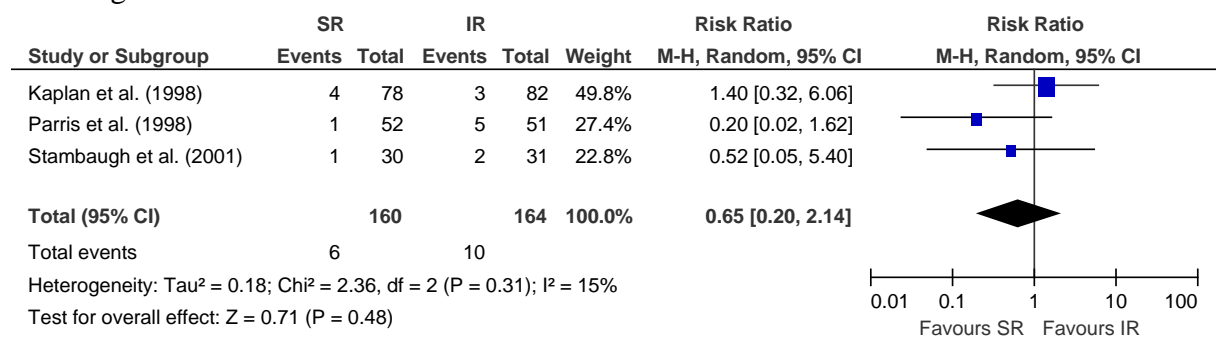 SR IR Risk Ratio Risk Ratio
Study or Subgroup Events Total Events Total Weight M-H, Random, 95% CI M-H, Random, 95% CI
Kaplan et al. (1998) 4 78 3 82 49.8% 1.40 [0.32, 6.06]
Parris et al. (1998) 1 52 5 51 27.4% 0.20 [0.02, 1.62]
Stambaugh et al. (2001) 1 30 2 31 22.8% 0.52 [0.05, 5.40]
Total (95% CI) 160 164 100.0% 0.65 [0.20, 2.14]
Total events 6 10
Heterogeneity: Tau² = 0.18; Chi² = 2.36, df = 2 (P = 0.31); I² = 15%
Test for overall effect: Z = 0.71 (P = 0.48)
0.01 0.1 1 10 100
Favours SR Favours IR